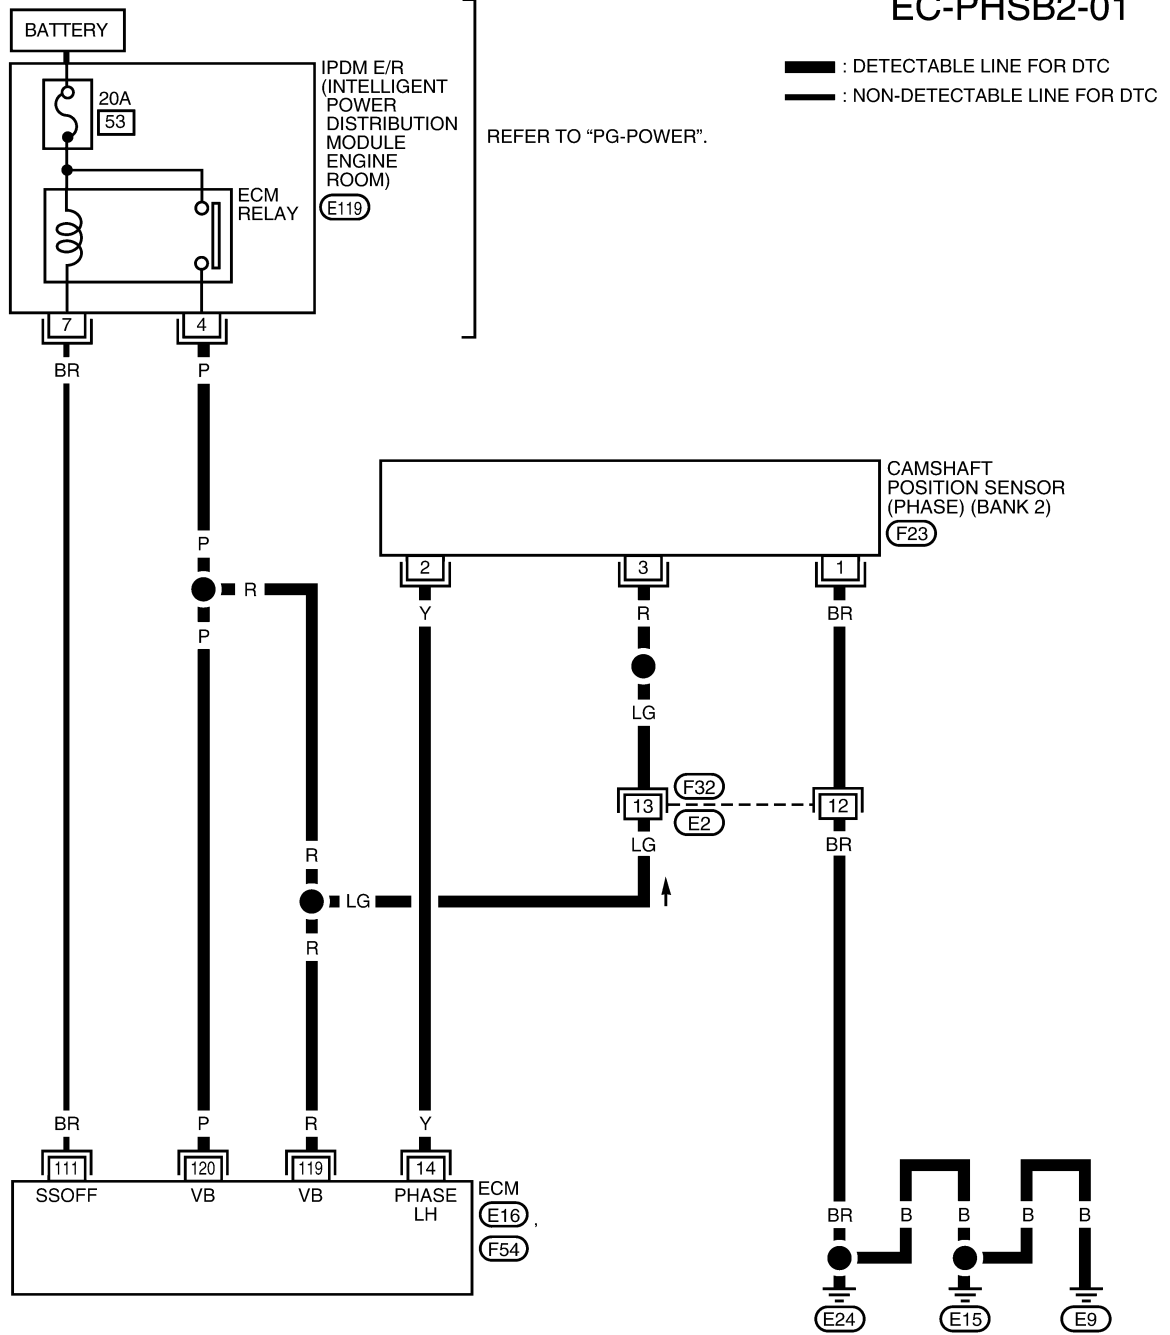 EC-PHSB2-01
BATTERY
: DETECTABLE LINE FOR DTC
: NON-DETECTABLE LINE FOR DTC
20A
53
IPDM E/R
(INTELLIGENT
POWER
DISTRIBUTION
MODULE
ENGINE
ROOM)
E119
REFER TO “PG-POWER”.
ECM
RELAY
7
4
BR
P
CAMSHAFT
POSITION SENSOR
(PHASE) (BANK 2)
F23
P
2
3
1
R
P
Y
R
BR
LG
F32
13
12
E2
LG
BR
R
LG
R
BR
P
R
Y
111
120
119
14
SSOFF
VB
VB
PHASE
LH
ECM
E16 ,
F54
BR
B
B
B
B
E24
E15
E9